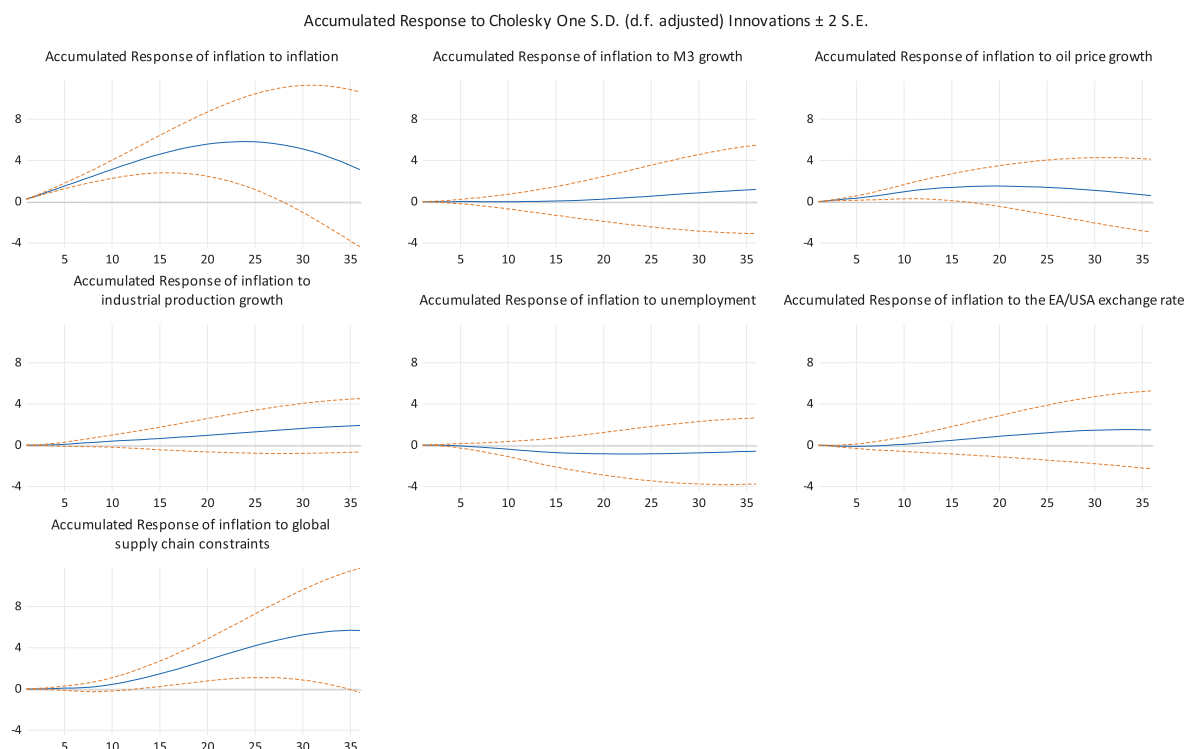 Accumulated Response to Cholesky One S.D. (d.f. adjusted) Innovations ± 2 S.E.
Accumulated Response of inflation to inflation
8
4
0
-4
5 10 15 20 25 30 35
Accumulated Response of inflation to M3 growth
8
4
0
-4
5 10 15 20 25 30 35
Accumulated Response of inflation to oil price growth
8
4
0
-4
5 10 15 20 25 30 35
Accumulated Response of inflation to
industrial production growth
8
4
0
-4
5 10 15 20 25 30 35
Accumulated Response of inflation to unemployment
8
4
0
-4
5 10 15 20 25 30 35
Accumulated Response of inflation to the EA/USA exchange rate
8
4
0
-4
5 10 15 20 25 30 35
Accumulated Response of inflation to global
supply chain constraints
8
4
0
-4
5 10 15 20 25 30 35